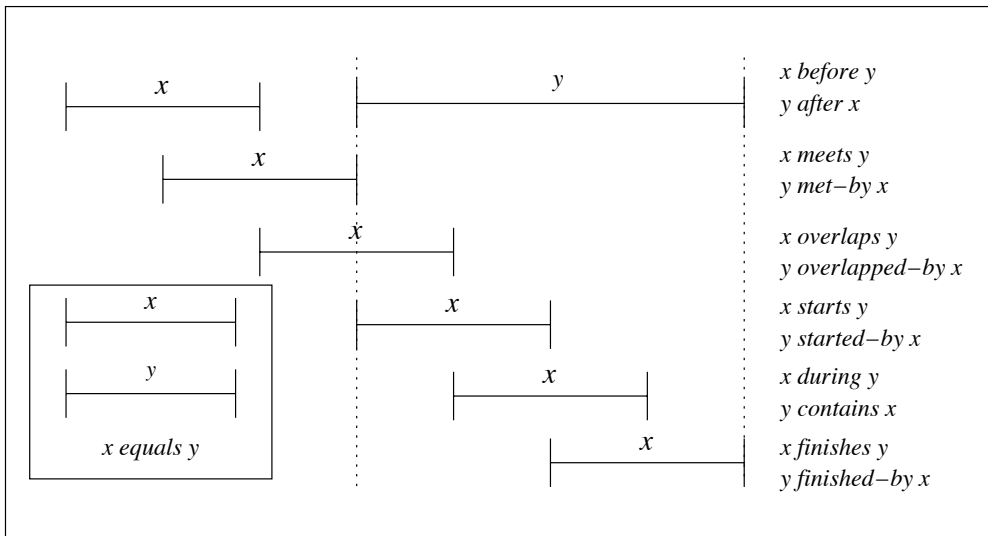 x
y
x before y
y after x
x
x meets y
y met−by x
x
x overlaps y
y overlapped−by x
x
x
x starts y
y started−by x
y
x
x during y
y contains x
x equals y
x
x finishes y
y finished−by x